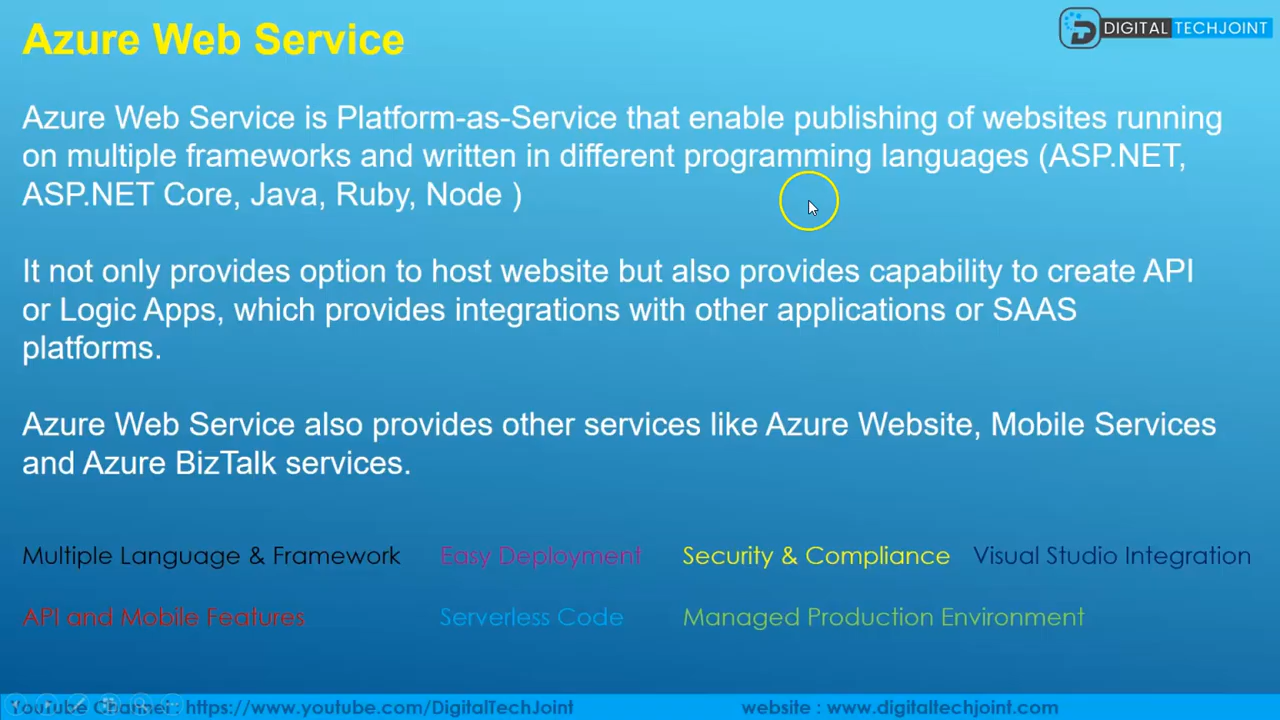 Azure Web Service
DIGITAL TECHJOINT
Azure Web Service is Platform-as-Service that enable publishing of websites running
on multiple frameworks and written in different programming languages (ASP.NET,
ASP.NET Core, Java, Ruby, Node )
It not only provides option to host website but also provides capability to create API
or Logic Apps, which provides integrations with other applications or SAAS
platforms.
Azure Web Service also provides other services like Azure Website, Mobile Services
and Azure BizTalk services.
Multiple Language & Framework Easy Deployment Security & Compliance Visual Studio Integration
API and Mobile Features Serverless Code Managed Production Environment
YouTube Channel : https://www.youtube.com/DigitalTechJoint website : www.digitaltechjoint.com